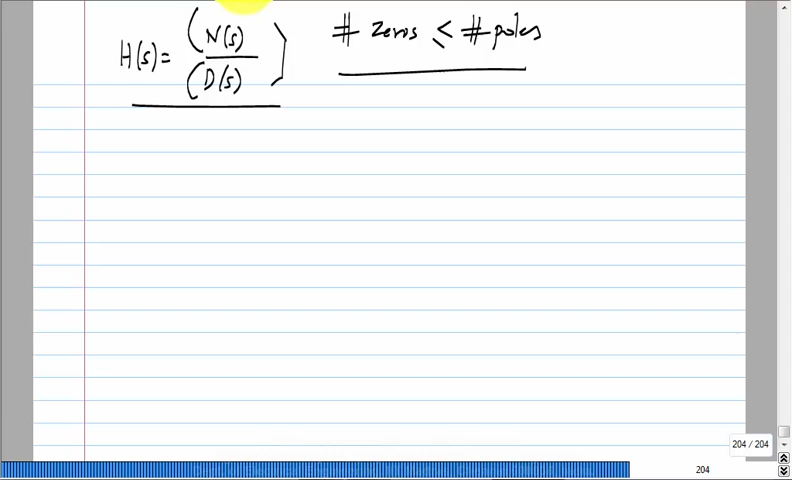 H(s) = (N(s) / (D(s)) # zeros ≤ # poles
204 / 204
204